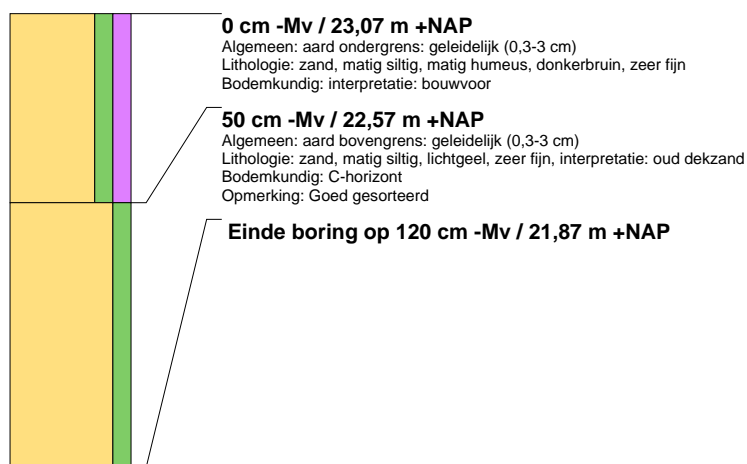 0 cm -Mv / 23,07 m +NAP
Algemeen: aard ondergrens: geleidelijk (0,3-3 cm)
Lithologie: zand, matig siltig, matig humeus, donkerbruin, zeer fijn
Bodemkundig: interpretatie: bouwvoor
50 cm -Mv / 22,57 m +NAP
Algemeen: aard bovengrens: geleidelijk (0,3-3 cm)
Lithologie: zand, matig siltig, lichtgeel, zeer fijn, interpretatie: oud dekzand
Bodemkundig: C-horizont
Opmerking: Goed gesorteerd
Einde boring op 120 cm -Mv / 21,87 m +NAP